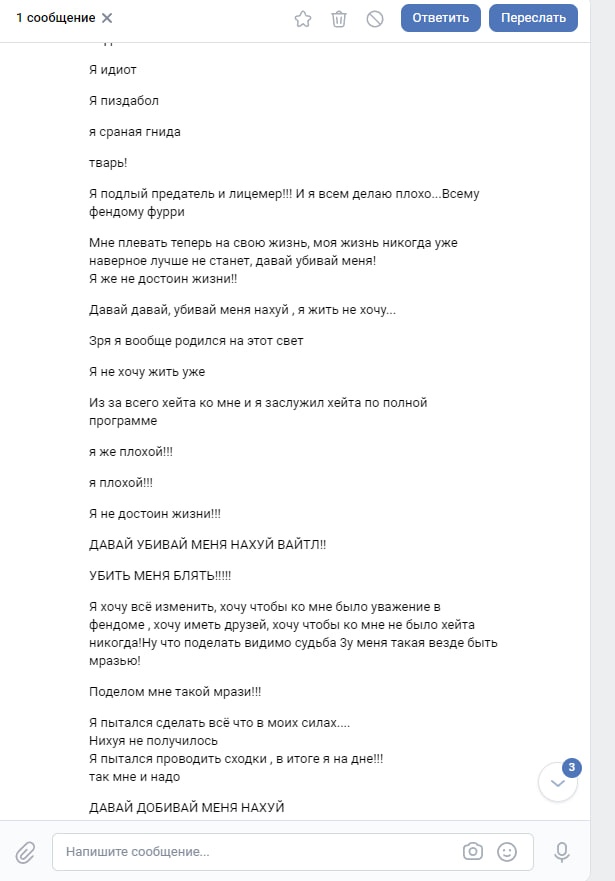 1 сообщение
Ответить
Переслать
Я идиот
Я пиздабол
я сраная гнида
тварь!
Я подлый предатель и лицемер!!! И я всем делаю плохо...Всему
фендому фурри
Мне плевать теперь на свою жизнь, моя жизнь никогда уже
наверное лучше не станет, давай убивай меня!
Я же не достоин жизни!!
Давай давай, убивай меня нахуй , я жить не хочу...
Зря я вообще родился на этот свет
Я не хочу жить уже
Из за всего хейта ко мне и я заслужил хейта по полной
программе
я же плохой!!!
я плохой!!!
Я не достоин жизни!!!
ДАВАЙ УБИВАЙ МЕНЯ НАХУЙ ВАЙТЛ!!
УБИТЬ МЕНЯ БЛЯТЬ!!!!!
Я хочу всё изменить, хочу чтобы ко мне было уважение в
фендоме , хочу иметь друзей, хочу чтобы ко мне не было хейта
никогда!Ну что поделать видимо судьба 3у меня такая везде быть
мразью!
Поделом мне такой мрази!!!
Я пытался сделать всё что в моих силах....
Нихуя не получилось
Я пытался проводить сходки , в итоге я на дне!!!
так мне и надо
3
ДАВАЙ ДОБИВАЙ МЕНЯ НАХУЙ
Напишите сообщение...